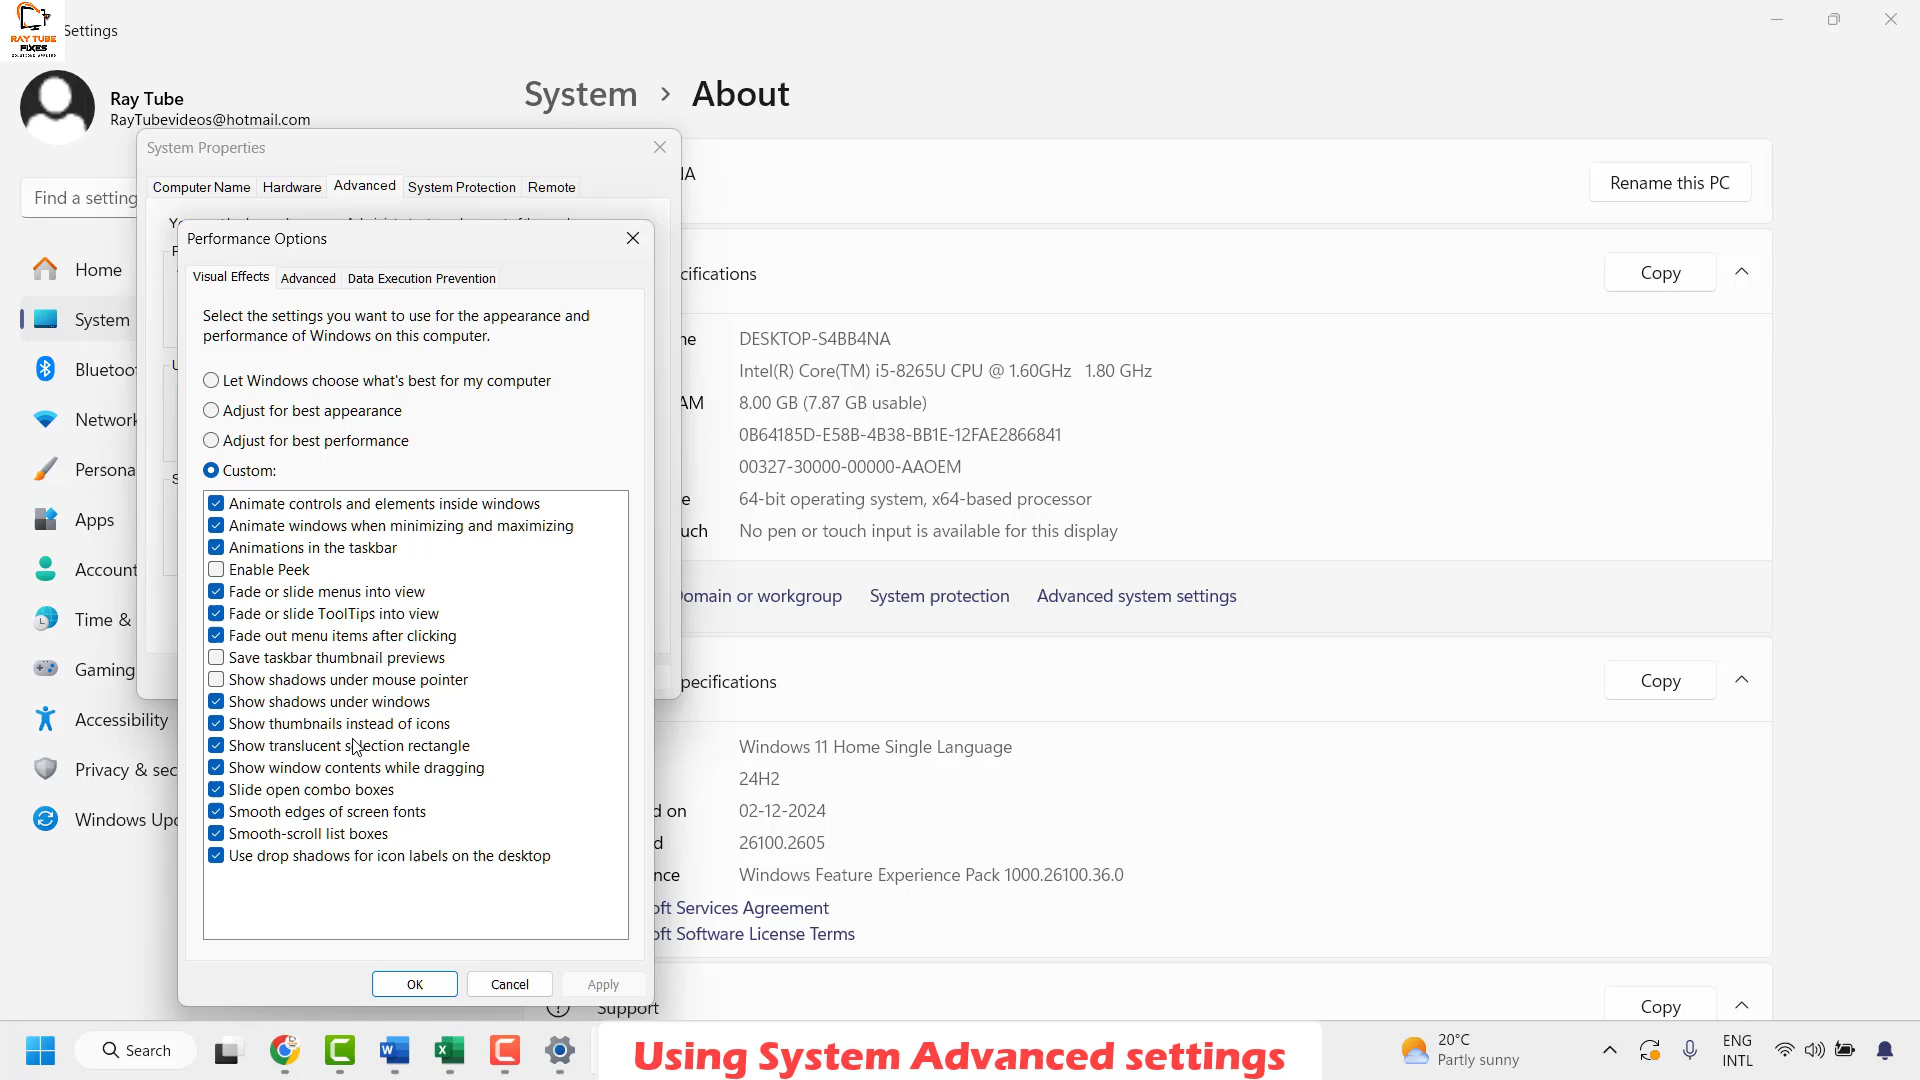 RAY TUBE
FIXES
Settings
Ray Tube
RayTubevideos@hotmail.com
System > About
Find a setting
Home
System
Bluetoo
Network
Persona
Apps
Account
Time &
Gaming
Accessibility
Privacy & sec
Windows Upd
System Properties
Computer Name
Hardware
Advanced
System Protection
Remote
Performance Options
Visual Effects
Advanced
Data Execution Prevention
Select the settings you want to use for the appearance and
performance of Windows on this computer.
Let Windows choose what's best for my computer
Adjust for best appearance
Adjust for best performance
Custom:
Animate controls and elements inside windows
Animate windows when minimizing and maximizing
Animations in the taskbar
Enable Peek
Fade or slide menus into view
Fade or slide ToolTips into view
Fade out menu items after clicking
Save taskbar thumbnail previews
Show shadows under mouse pointer
Show shadows under windows
Show thumbnails instead of icons
Show translucent selection rectangle
Show window contents while dragging
Slide open combo boxes
Smooth edges of screen fonts
Smooth-scroll list boxes
Use drop shadows for icon labels on the desktop
OK
Cancel
Apply
NA
Rename this PC
cifications
Copy
ne DESKTOP-S4BB4NA
Intel(R) Core(TM) i5-8265U CPU @ 1.60GHz 1.80 GHz
AM 8.00 GB (7.87 GB usable)
0B64185D-E58B-4B38-BB1E-12FAE2866841
00327-30000-00000-AAOEM
e 64-bit operating system, x64-based processor
uch No pen or touch input is available for this display
Domain or workgroup
System protection
Advanced system settings
pecifications
Copy
Windows 11 Home Single Language
24H2
d on 02-12-2024
d 26100.2605
nce Windows Feature Experience Pack 1000.26100.36.0
oft Services Agreement
oft Software License Terms
Support
Copy
Search
Using System Advanced settings
20°C
Partly sunny
ENG
INTL